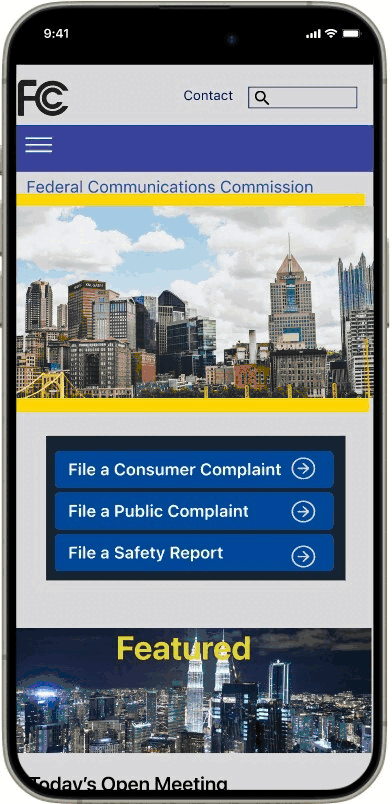 9:41
FCC
Contact
Federal Communications Commission
File a Consumer Complaint
File a Public Complaint
File a Safety Report
Featured
Today's Open Meeting